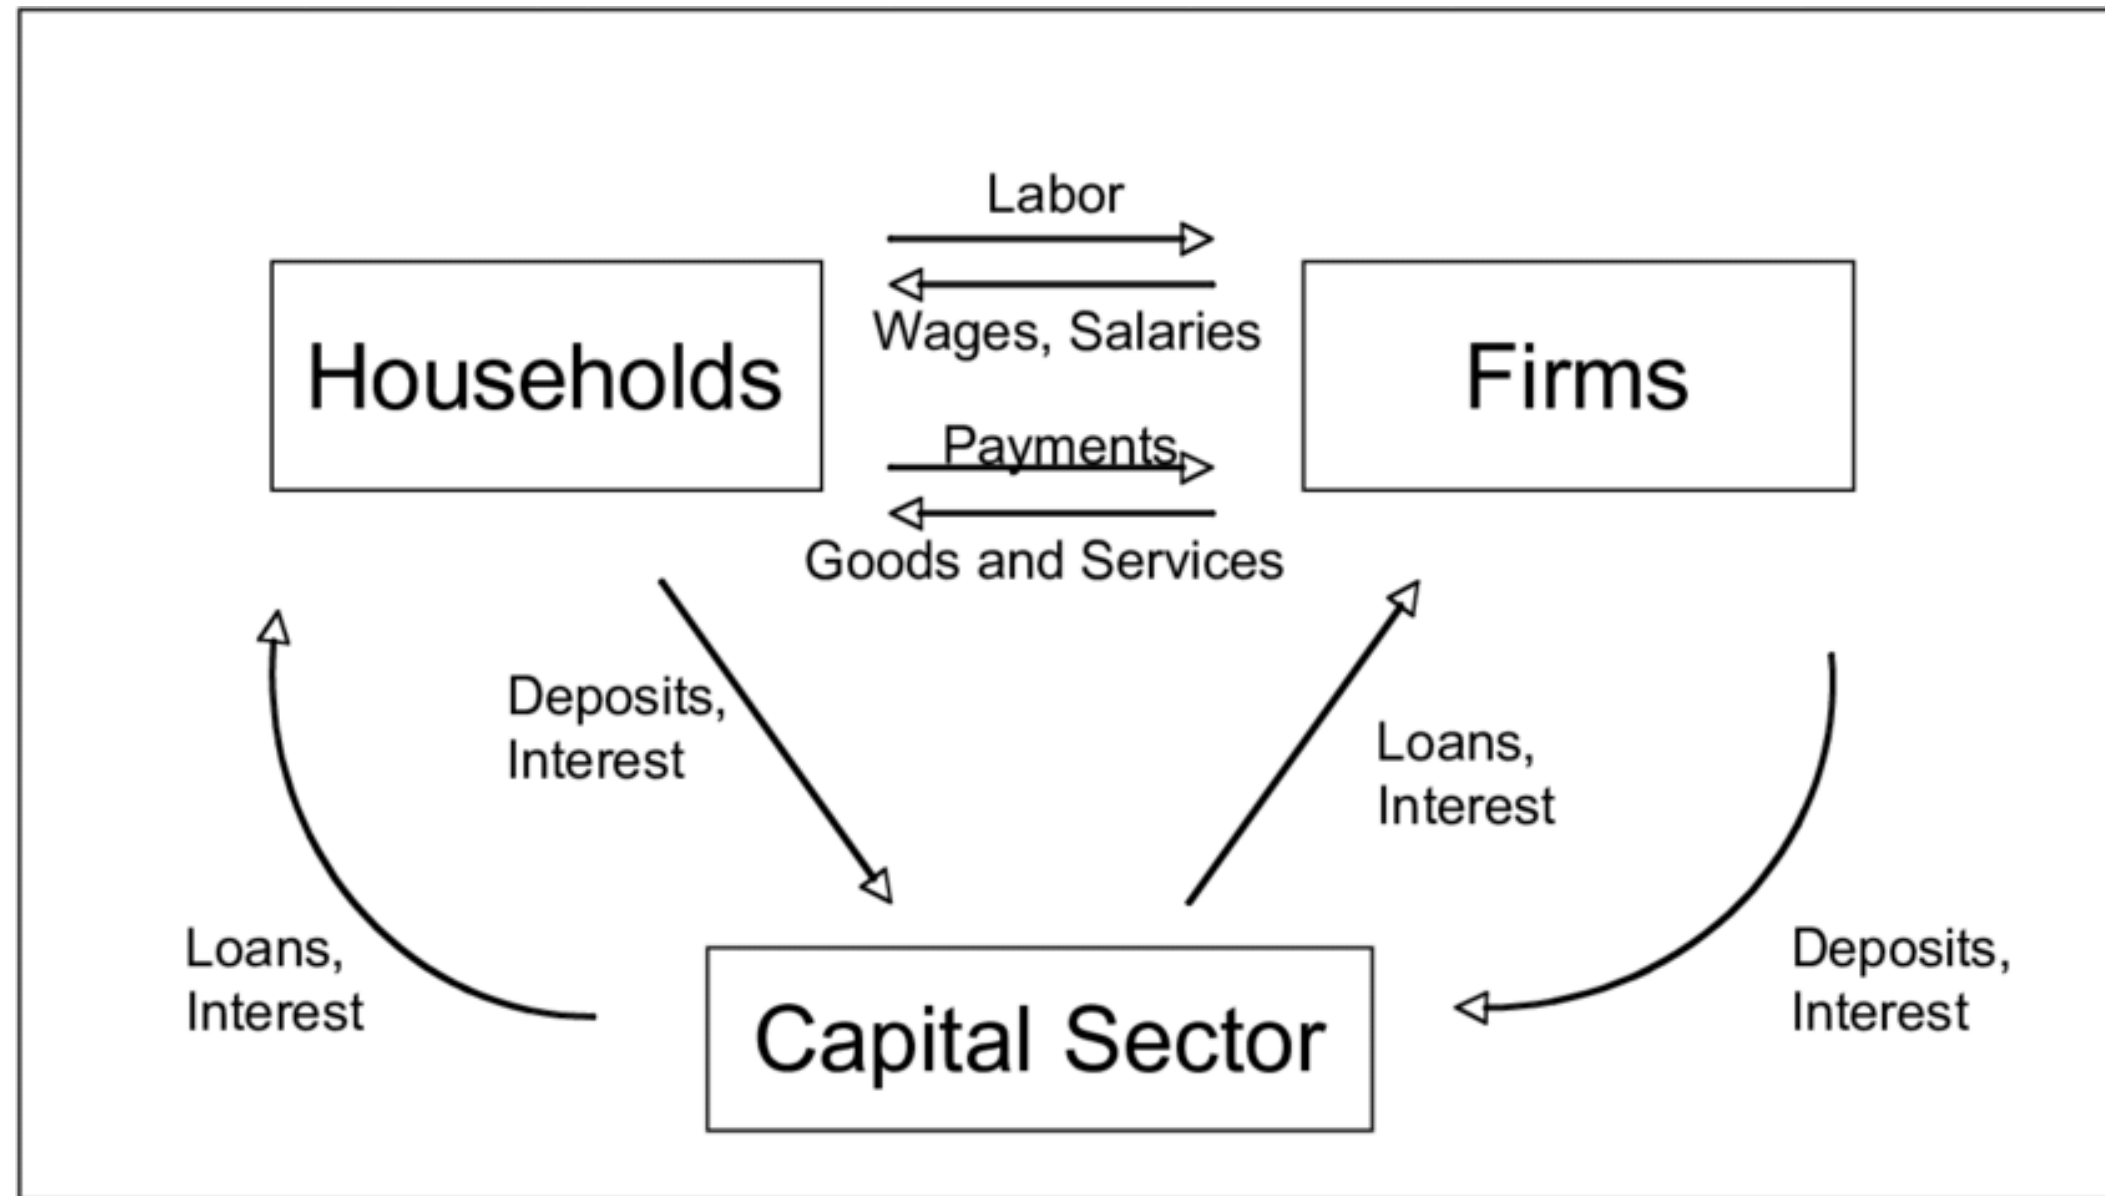 Labor
Wages, Salaries
Households
Firms
Payments
Goods and Services
Deposits,
Interest
Loans,
Interest
Loans,
Interest
Deposits,
Interest
Capital Sector